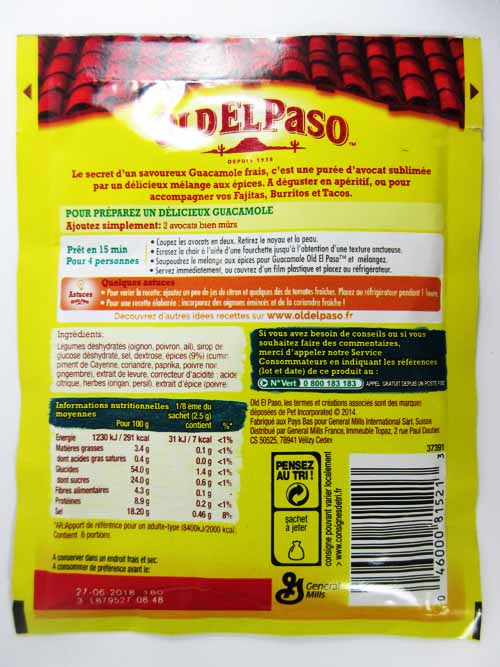 OLD EL PASO™
DEPUIS 1938
Le secret d'un savoureux Guacamole frais, c'est une purée d'avocat sublimée
par un délicieux mélange aux épices. A déguster en apéritif, ou pour
accompagner vos Fajitas, Burritos et Tacos.
POUR PRÉPAREZ UN DÉLICIEUX GUACAMOLE
Ajoutez simplement: 2 avocats bien mûrs
Prêt en 15 min
Pour 4 personnes
• Coupez les avocats en deux. Retirez le noyau et la peau.
• Ecrasez la chair à l'aide d'une fourchette jusqu'à l'obtention d'une texture onctueuse.
• Saupoudrez le mélange aux épices pour Guacamole Old El Paso™ et mélangez.
• Servez immédiatement, ou couvrez d'un film plastique et placez au réfrigérateur.
Astuces
Quelques astuces
• Pour varier la recette: ajoutez un peu de jus de citron et quelques dés de tomates fraîches. Placez au réfrigérateur pendant 1 heure.
• Pour une recette élaborée : incorporez des oignons émincés et de la coriandre fraîche !
Découvrez d'autres idées recettes sur www.oldelpaso.fr
Ingrédients:
Légumes déshydratés (oignon, poivron, ail), sirop de
glucose déshydraté, sel, dextrose, épices (9%) (cumin,
piment de Cayenne, coriandre, paprika, poivre noir,
gingembre), extrait de levure, correcteur d'acidité : acide
citrique, herbes (origan, persil), extrait d'épice (poivre).
Si vous avez besoin de conseils ou si vous
souhaitez faire des commentaires,
merci d'appeler notre Service
Consommateurs en indiquant les références
(lot et date) de ce produit au :
N° Vert 0 800 183 183 APPEL GRATUIT DEPUIS UN POSTE FIXE
Informations nutritionnelles moyennes
Pour 100 g
1/8 ème du sachet (2.5 g) contient %*
Energie 1230 kJ / 291 kcal 31 kJ / 7 kcal <1%
Matières grasses 3.4 g 0.1 g <1%
dont acides gras saturés 0.4 g 0.0 g <1%
Glucides 54.0 g 1.4 g <1%
dont sucres 24.0 g 0.6 g <1%
Fibres alimentaires 4.3 g 0.1 g -
Protéines 8.9 g 0.2 g <1%
Sel 18.20 g 0.46 g 8%
*AR:Apport de référence pour un adulte-type (8400kJ/2000 kcal).
Contient 8 portions
Old El Paso, les termes et créations associés sont des marques
déposées de Pet Incorporated © 2014.
Fabriqué aux Pays Bas pour General Mills International Sàrl, Suisse
Distribué par General Mills France, Immeuble Topaz, 2 rue Paul Dautier,
CS 50525, 78941 Vélizy Cedex
37391
PENSEZ
AU TRI !
sachet
à jeter
consigne pouvant varier localement
> www.consignesdetri.fr
0 46000 81521 3
General
Mills
A conserver dans un endroit frais et sec.
A consommer de préférence avant le:
27-06-2016 180
3 L679527 08:48